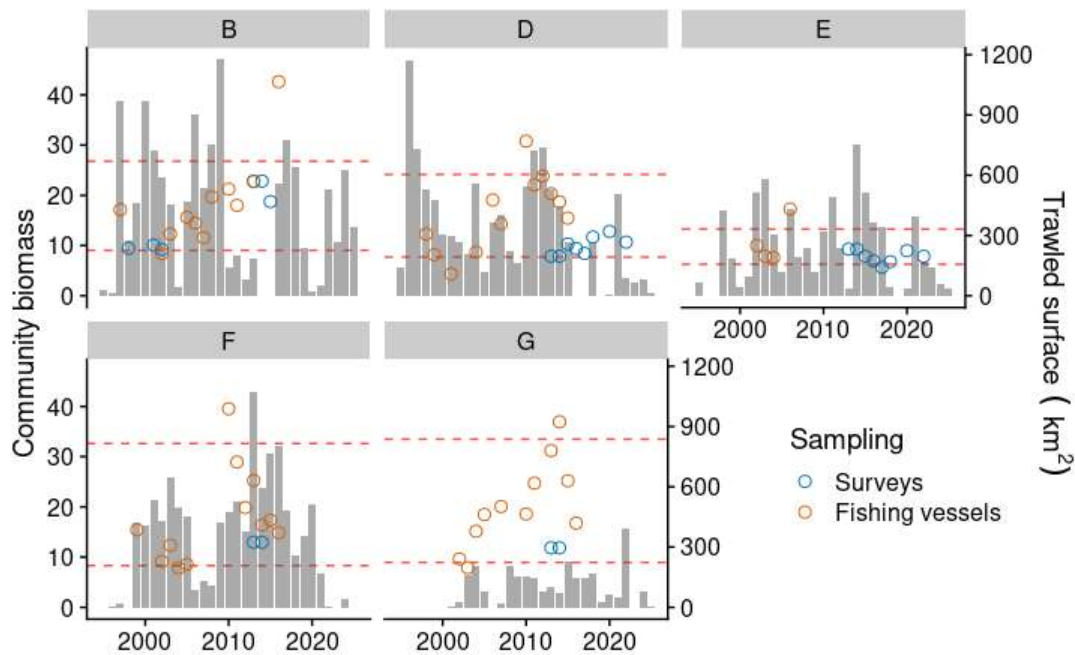 B D E
40
30
20
10
0
1200
900
600
300
0
2000 2010 2020
F G
40
30
20
10
0
1200
900
600
300
0
2000 2010 2020
2000 2010 2020
Community biomass
Trawled surface ( km²)
Sampling
Surveys
Fishing vessels